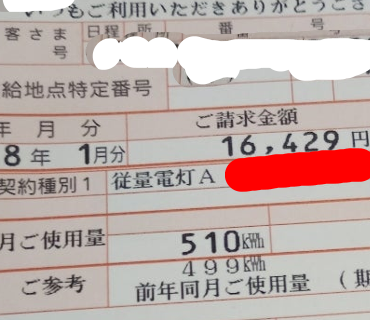 いつもご利用いただきありがとうござ
客さま 日程 所 番 号
号
給地点特定番号
年 月 分 ご請求金額
8年 1月分 16,429円
契約種別1 従量電灯A
月ご使用量 510kWh
499kWh
ご参考 前年同月ご使用量 (期